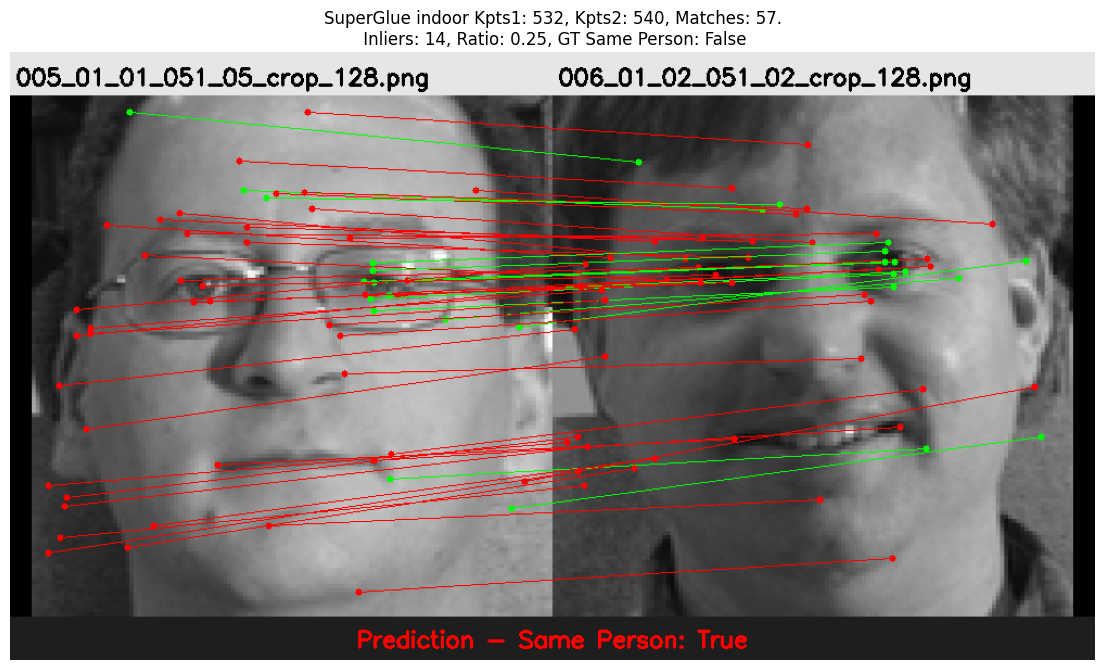 SuperGlue indoor Kpts1: 532, Kpts2: 540, Matches: 57.
Inliers: 14, Ratio: 0.25, GT Same Person: False
005_01_01_051_05_crop_128.png
006_01_02_051_02_crop_128.png
Prediction - Same Person: True